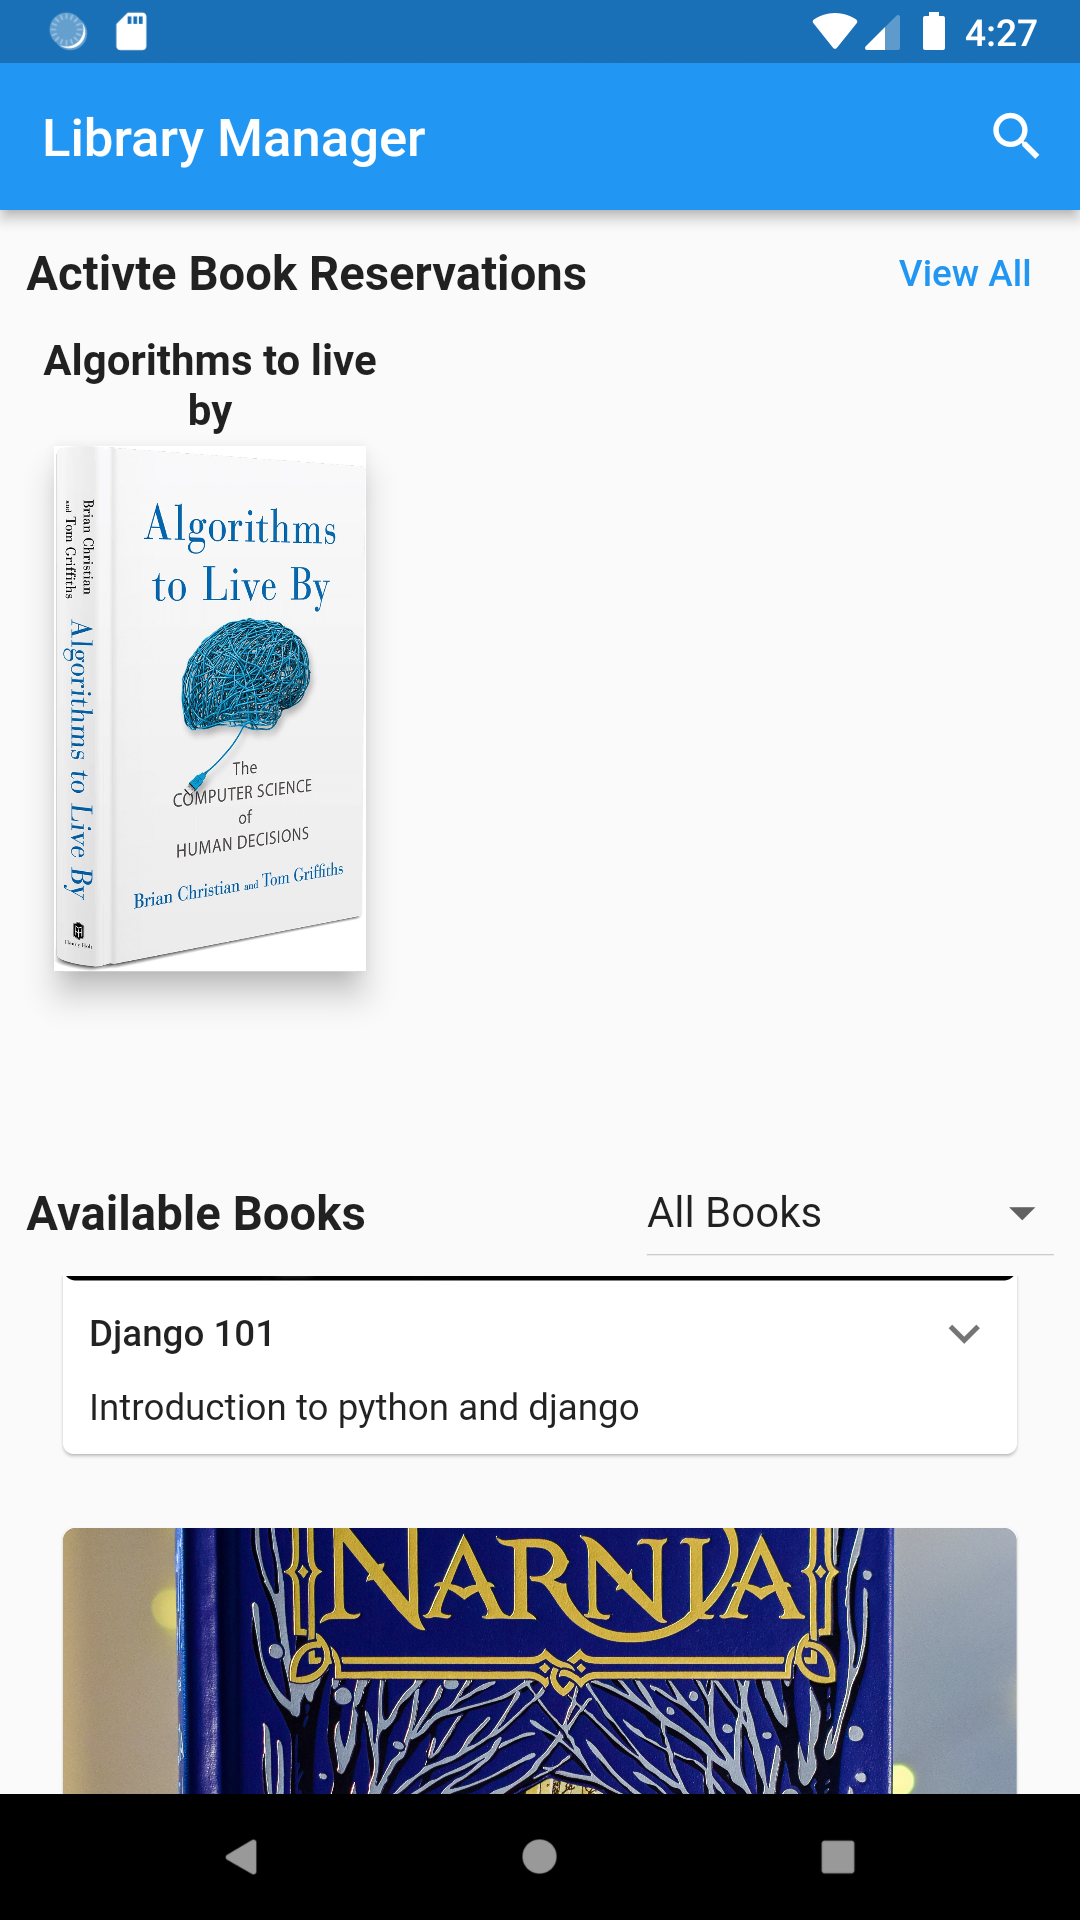 4:27
Library Manager
Activte Book Reservations
View All
Algorithms to live
by
Brian Christian
and Tom Griffiths
Algorithms to Live By
Algorithms
to Live By
The
COMPUTER SCIENCE
of
HUMAN DECISIONS
Brian Christian and Tom Griffiths
Available Books
All Books
Django 101
Introduction to python and django
NARNIA